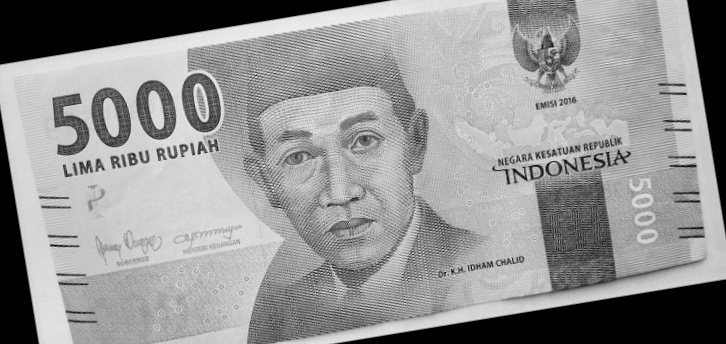 5000
LIMA RIBU RUPIAH
EMISI 2016
NEGARA KESATUAN REPUBLIK
INDONESIA
5000
GUBERNUR
MENTERI KEUANGAN
Dr. K.H. IDHAM CHALID